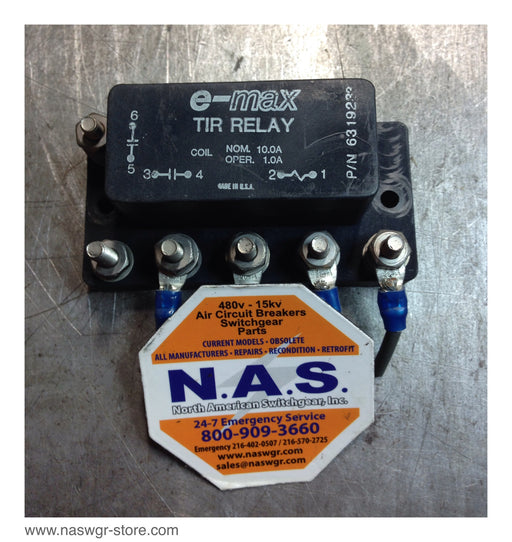 e-max
TIR RELAY
COIL NOM. 10.0A
OPER. 1.0A
6
5
3 4
2 1
MADE IN U.S.A.
P/N 6319232
480v - 15kv
Air Circuit Breakers
Switchgear
Parts
CURRENT MODELS - OBSOLETE
ALL MANUFACTURERS - REPAIRS - RECONDITION - RETROFIT
N.A.S.
North American Switchgear, Inc.
24-7 Emergency Service
800-909-3660
Emergency 216-402-0507 / 216-570-2725
www.naswgr.com
sales@naswgr.com
www.naswgr-store.com